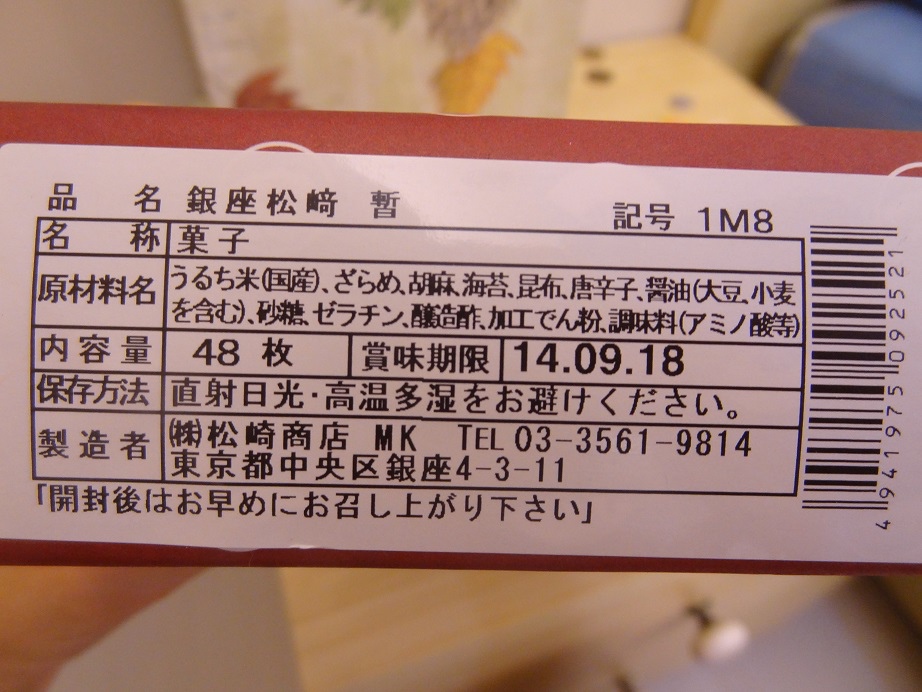 品名 銀座松﨑 暫 記号 1M8
名称 菓子
原材料名 うるち米(国産)、ざらめ、胡麻、海苔、昆布、唐辛子、醤油(大豆、小麦
を含む)、砂糖、ゼラチン、醸造酢、加工でん粉、調味料(アミノ酸等)
内容量 48 枚 賞味期限 14.09.18
保存方法 直射日光・高温多湿をお避けください。
製造者 ㈱松崎商店 MK TEL 03-3561-9814
東京都中央区銀座4-3-11
「開封後はお早めにお召し上がり下さい」
4941975092521